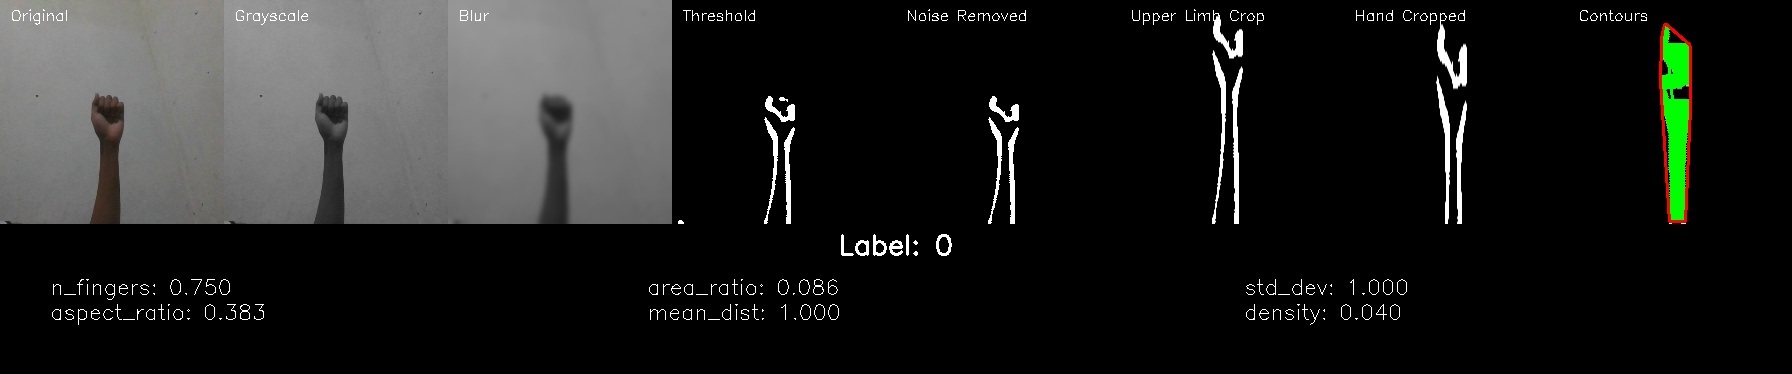 Original
Grayscale
Blur
Threshold
Noise Removed
Upper Limb Crop
Hand Cropped
Contours
Label: 0
n_fingers: 0.750
area_ratio: 0.086
std_dev: 1.000
aspect_ratio: 0.383
mean_dist: 1.000
density: 0.040